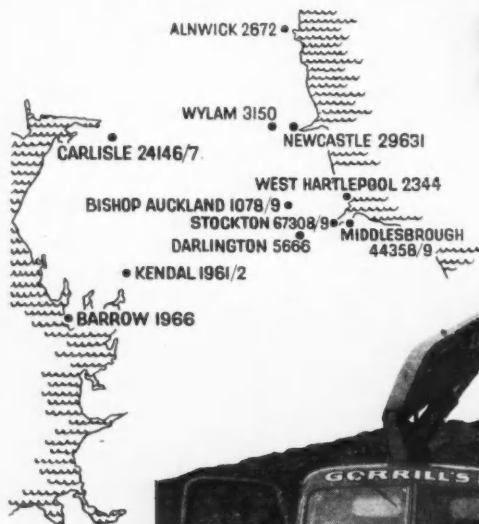 ALNWICK 2672
WYLAM 3150
NEWCASTLE 29631
CARLISLE 24146/7
WEST HARTLEPOOL 2344
BISHOP AUCKLAND 1078/9
STOCKTON 67308/9
MIDDLESBROUGH
44358/9
DARLINGTON 5666
KENDAL 1961/2
BARROW 1966
GORRILL'S